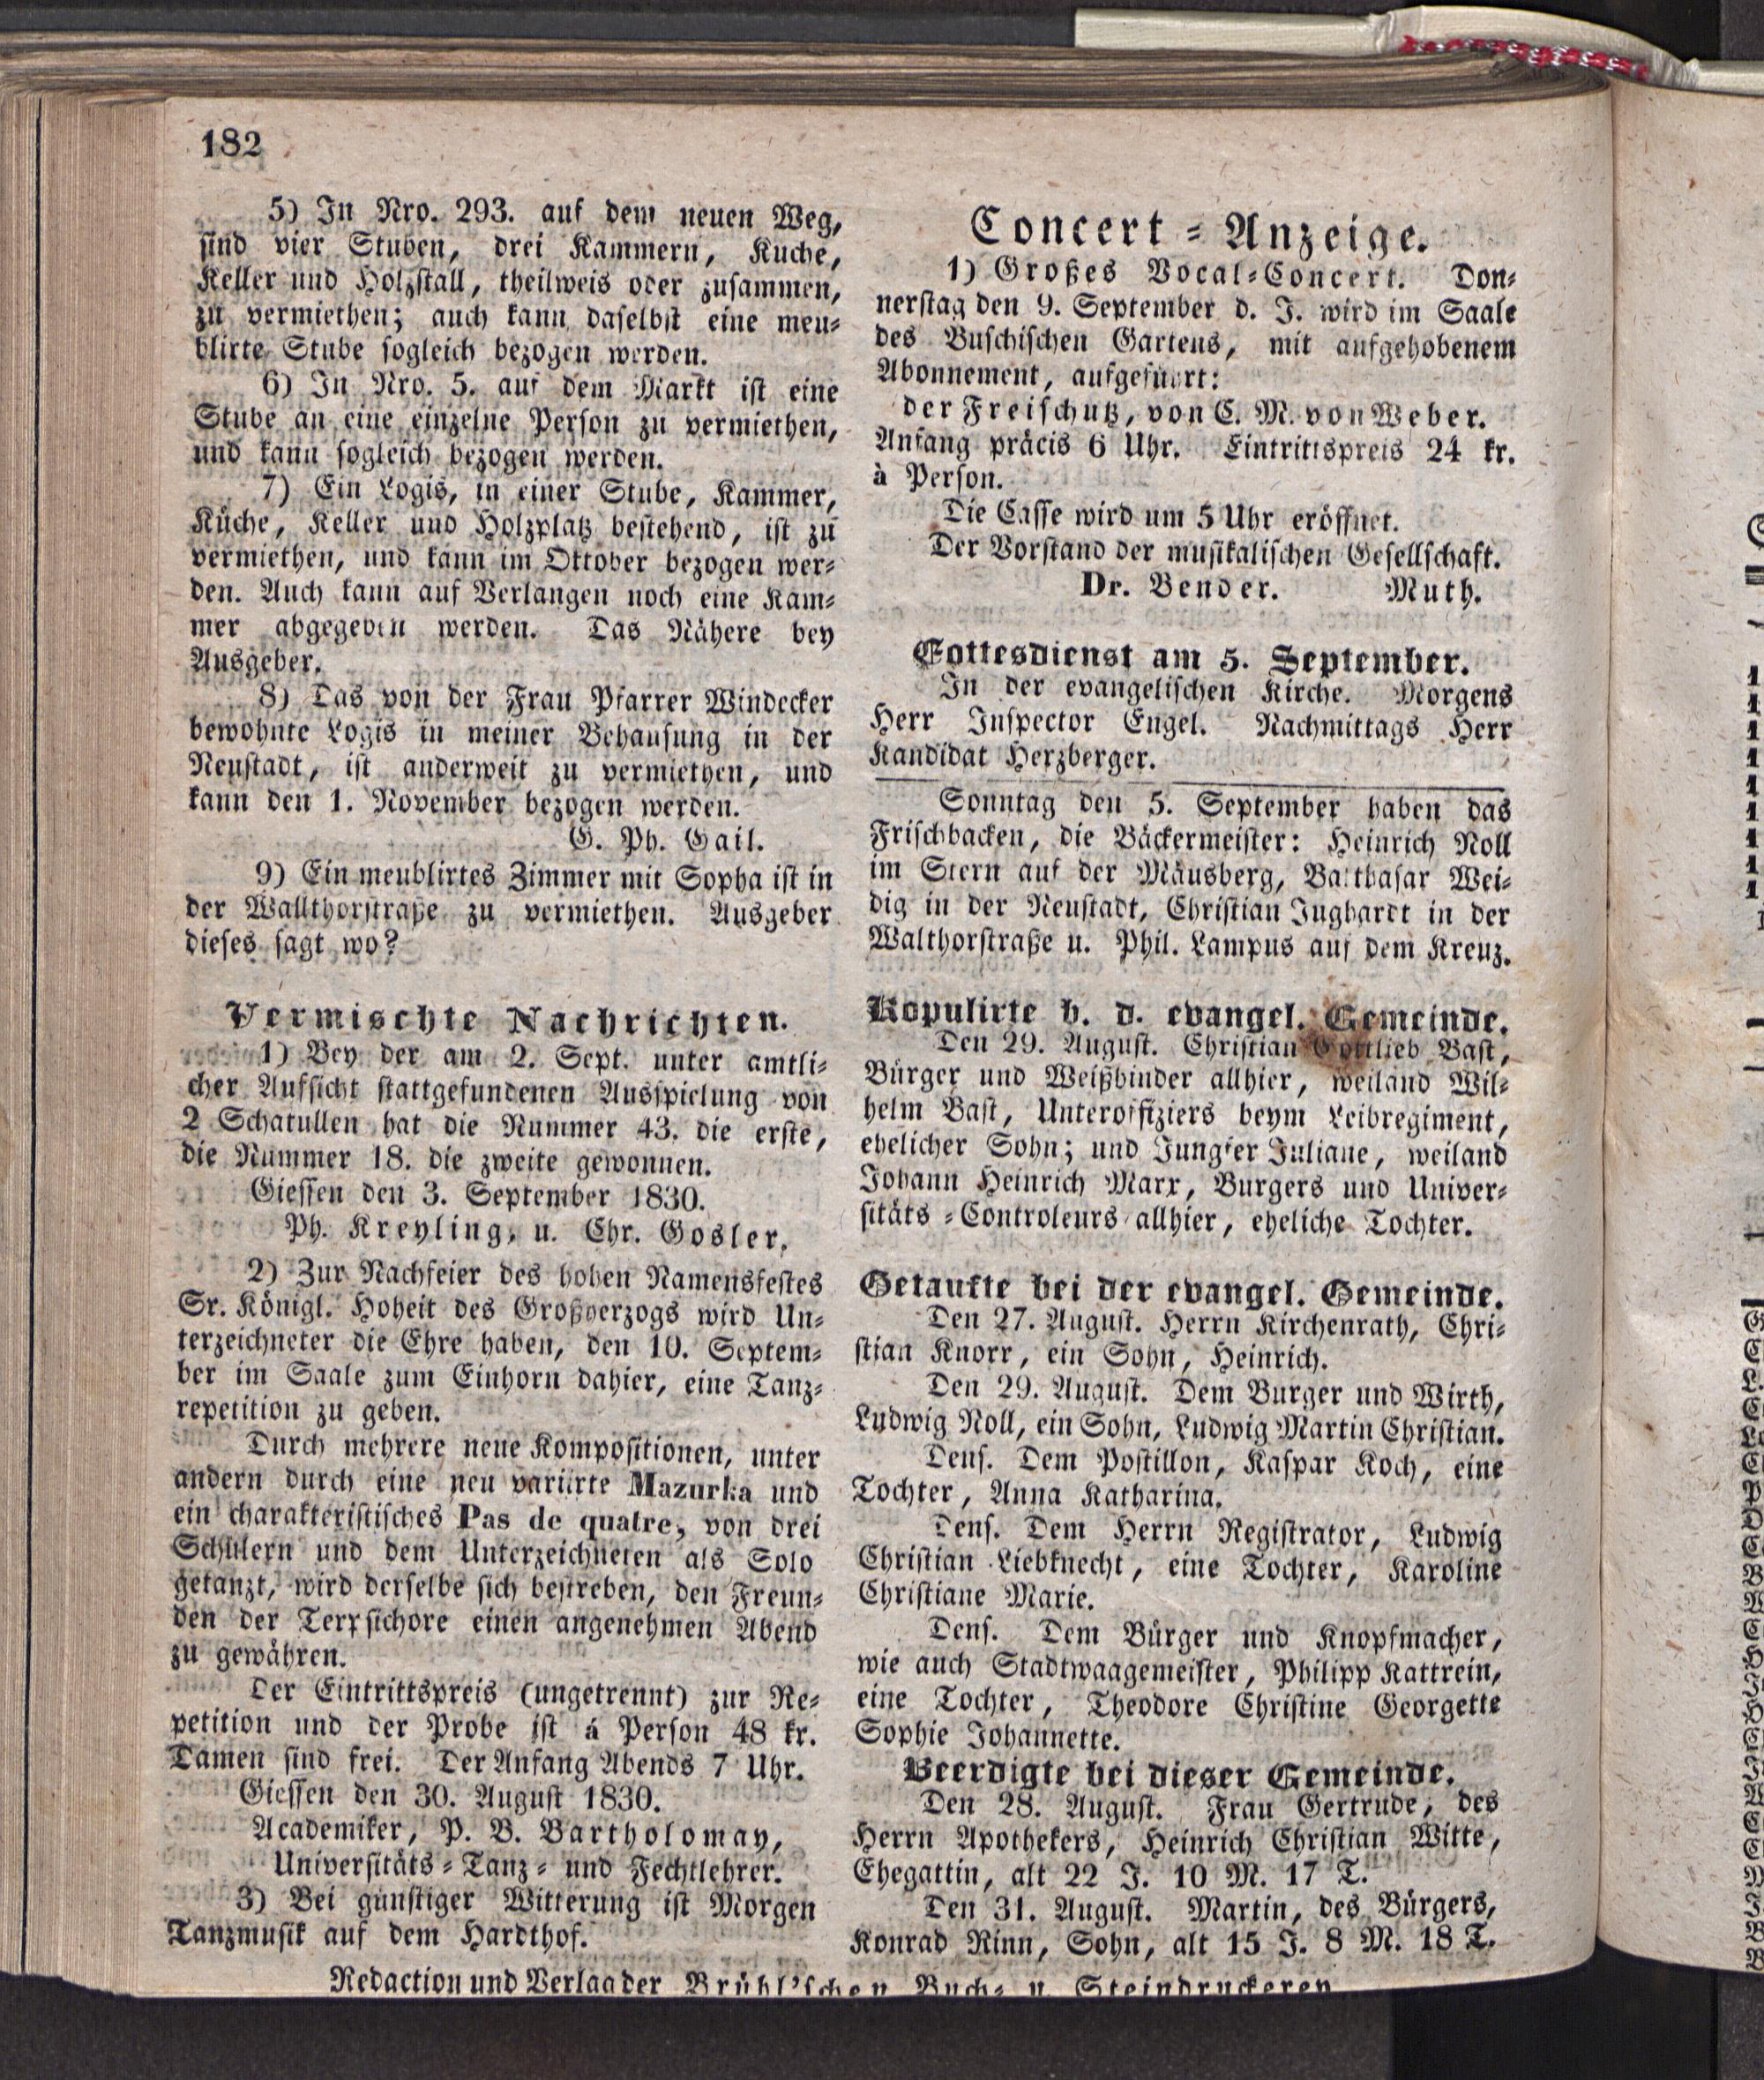 182
5) In Nro. 293. auf dem neuen Weg,
sind vier Stuben, drei Kammern, Küche,
Keller und Holzstall, theilweis oder zusammen,
zu vermiethen; auch kann daselbst eine meu-
blirte Stube sogleich bezogen werden.
6) In Nro. 5. auf dem Markt ist eine
Stube an eine einzelne Person zu vermiethen,
und kann sogleich bezogen werden.
7) Ein Logis, in einer Stube, Kammer,
Küche, Keller und Holzplatz bestehend, ist zu
vermiethen, und kann im Ottober bezogen wer-
den. Auch kann auf Verlangen noch eine Kam-
mer abgegeben werden. Das Nähere bey
Ausgeber.
8) Das von der Frau Pfarrer Windecker
bewohnte Logis in meiner Behausung in der
Neustadt, ist anderweit zu vermiethen, und
kann den 1. November bezogen werden.
G. Ph. Gail.
9) Ein meublirtes Zimmer mit Sopha ist in
der Wallthorstraße zu vermiethen. Ausgeber
dieses sagt wo?
Vermischte Nachrichten.
1) Bey der am 2. Sept. unter amtli-
cher Aufsicht stattgefundenen Ausspielung von
2 Schatullen hat die Nummer 43. die erste,
die Nummer 18. die zweite gewonnen.
Giessen den 3. September 1830.
Ph. Kreyling, u. Chr. Gosler.
2) Zur Nachfeier des hohen Namensfestes
Sr. Königl. Hoheit des Großherzogs wird Un-
terzeichneter die Ehre haben, den 10. Septem-
ber im Saale zum Einhorn dahier, eine Tanz-
repetition zu geben.
Durch mehrere neue Kompositionen, unter
andern durch eine neu variirte Mazurka und
ein charakteristisches Pas de quatre, von drei
Schülern und dem Unterzeichneten als Solo
getanzt, wird derselbe sich bestreben, den Freun-
den der Terpsichore einen angenehmen Abend
zu gewähren.
Der Eintrittspreis (ungetrennt) zur Re-
petition und der Probe ist á Person 48 kr.
Damen sind frei. Der Anfang Abends 7 Uhr.
Giessen den 30. August 1830.
Academiker, P. B. Bartholomay,
Universitäts-Tanz- und Fechtlehrer.
3) Bei günstiger Witterung ist Morgen
Tanzmusik auf dem Hardthof.
Concert-Anzeige.
1) Großes Vocal-Concert. Don-
nerstag den 9. September d. J. wird im Saale
des Buschischen Gartens, mit aufgehobenem
Abonnement, aufgeführt:
der Freischütz, von C. M. von Weber.
Anfang präcis 6 Uhr. Eintrittspreis 24 kr.
à Person.
Die Casse wird um 5 Uhr eröffnet.
Der Vorstand der musikalischen Gesellschaft.
Dr. Bender. Muth.
Gottesdienst am 5. September.
In der evangelischen Kirche. Morgens
Herr Inspector Engel. Nachmittags Herr
Kandidat Herzberger.
Sonntag den 5. September haben das
Frischbacken, die Bäckermeister: Heinrich Noll
im Stern auf der Mäusberg, Balthasar Wei-
dig in der Neustadt, Christian Jughardt in der
Walthorstraße u. Phil. Lampus auf dem Kreuz.
Kopulirte b. d. evangel. Gemeinde.
Den 29. August. Christian Gottlieb Bast,
Bürger und Weißbinder allhier, weiland Wil-
helm Bast, Unteroffiziers beym Leibregiment,
ehelicher Sohn; und Jungfer Juliane, weiland
Johann Heinrich Marx, Burgers und Univer-
sitäts-Controleurs allhier, eheliche Tochter.
Getaufte bei der evangel. Gemeinde.
Den 27. August. Herrn Kirchenrath, Chri-
stian Knorr, ein Sohn, Heinrich.
Den 29. August. Dem Burger und Wirth,
Ludwig Noll, ein Sohn, Ludwig Martin Christian.
Dens. Dem Postillon, Kaspar Koch, eine
Tochter, Anna Katharina.
Dens. Dem Herrn Registrator, Ludwig
Christian Liebknecht, eine Tochter, Karoline
Christiane Marie.
Dens. Dem Bürger und Knopfmacher,
wie auch Stadtwaagemeister, Philipp Kattrein,
eine Tochter, Theodore Christine Georgette
Sophie Johannette.
Beerdigte bei dieser Gemeinde.
Den 28. August. Frau Gertrude, des
Herrn Apothekers, Heinrich Christian Witte,
Ehegattin, alt 22 J. 10 M. 17 T.
Den 31. August. Martin, des Bürgers,
Konrad Rinn, Sohn, alt 15 J. 8 M. 18 T.
Redaction und Verlag der Brühl'schen Buch- u. Steindruckerey